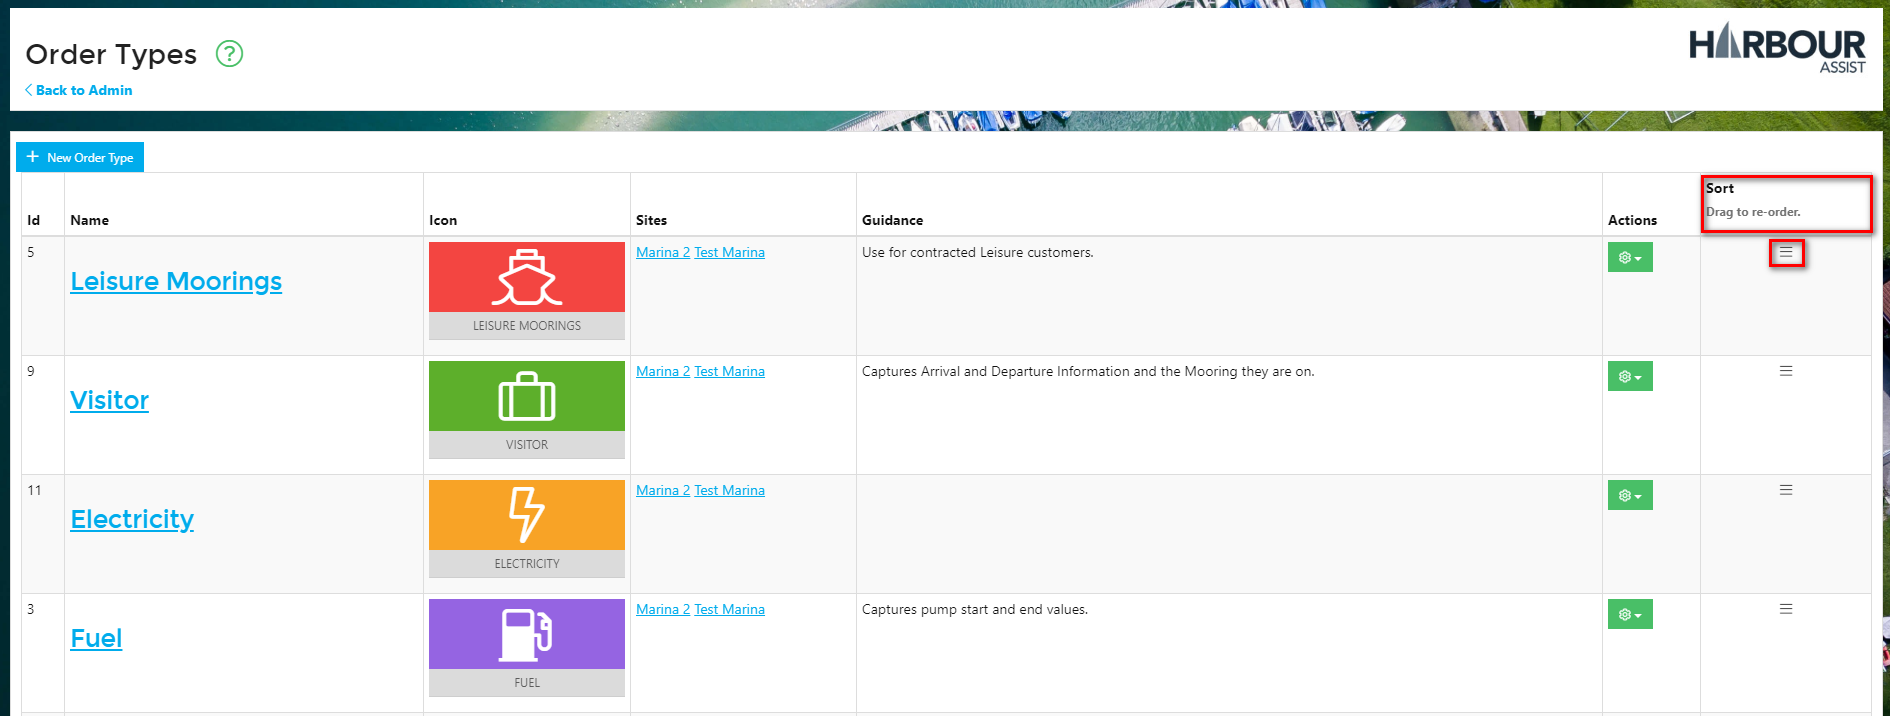 Order Types ?
HARBOUR
ASSIST
Back to Admin
+ New Order Type
Id Name Icon Sites Guidance Actions Sort
Drag to re-order.
5 Leisure Moorings LEISURE MOORINGS Marina 2 Test Marina Use for contracted Leisure customers.
9 Visitor VISITOR Marina 2 Test Marina Captures Arrival and Departure Information and the Mooring they are on.
11 Electricity ELECTRICITY Marina 2 Test Marina
3 Fuel FUEL Marina 2 Test Marina Captures pump start and end values.